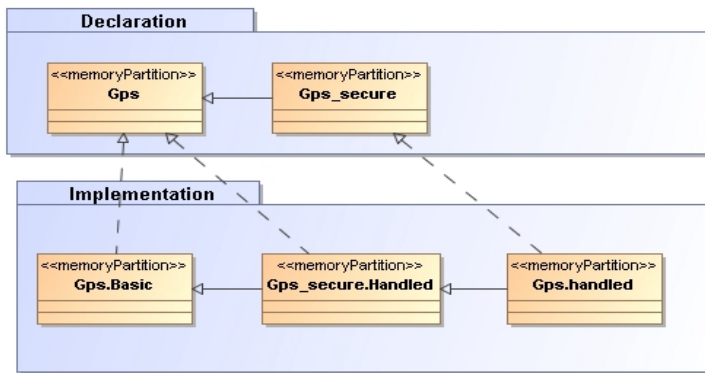 Declaration
<<memoryPartition>>
Gps
<<memoryPartition>>
Gps_secure
Implementation
<<memoryPartition>>
Gps.Basic
<<memoryPartition>>
Gps_secure.Handled
<<memoryPartition>>
Gps.handled